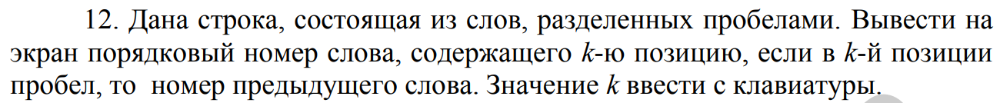 12. Дана строка, состоящая из слов, разделенных пробелами. Вывести на
экран порядковый номер слова, содержащего k-ю позицию, если в k-й позиции
пробел, то  номер предыдущего слова. Значение k ввести с клавиатуры.